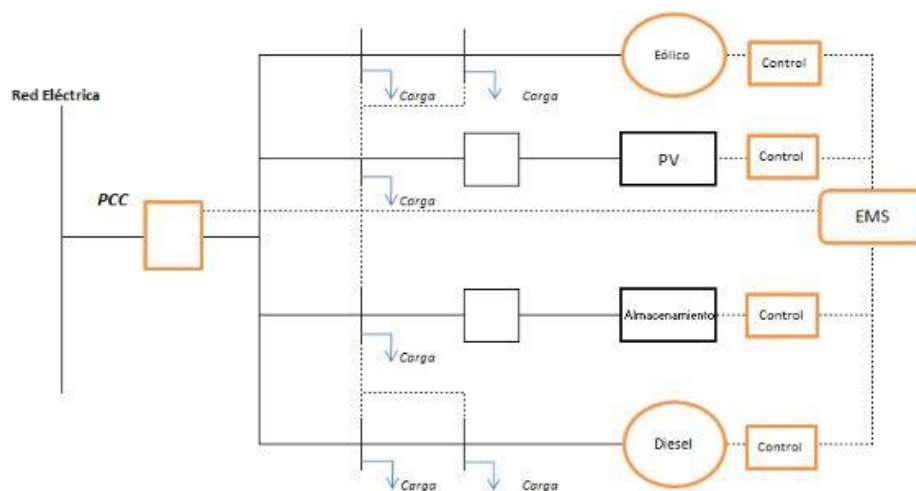 Eólico
Control
Carga
Carga
Red Eléctrica
PV
Control
Carga
PCC
EMS
Almacenamiento
Control
Carga
Diesel
Control
Carga
Carga